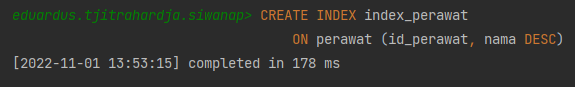 eduardus.tjitrahardja.siwanap> CREATE INDEX index_perawat
ON perawat (id_perawat, nama DESC)
[2022-11-01 13:53:15] completed in 178 ms